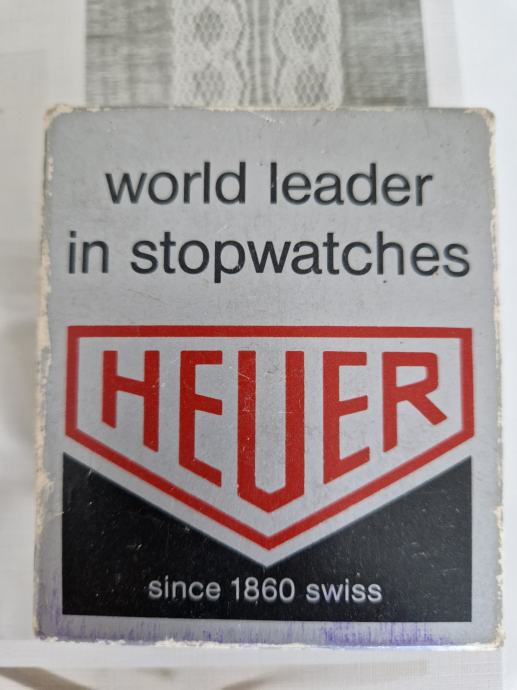 world leader
in stopwatches
HEUER
since 1860 swiss